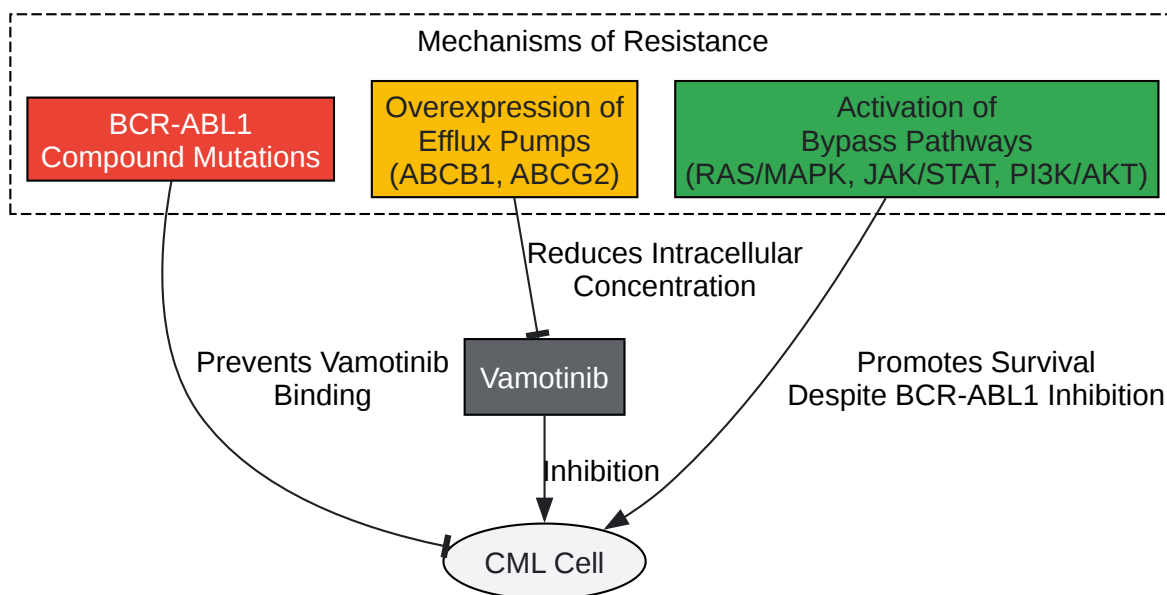 Mechanisms of Resistance
BCR-ABL1
Compound Mutations
Overexpression of
Efflux Pumps
(ABCB1, ABCG2)
Activation of
Bypass Pathways
(RAS/MAPK, JAK/STAT, PI3K/AKT)
Reduces Intracellular
Concentration
Prevents Vamotinib
Binding
Vamotinib
Promotes Survival
Despite BCR-ABL1 Inhibition
Inhibition
CML Cell